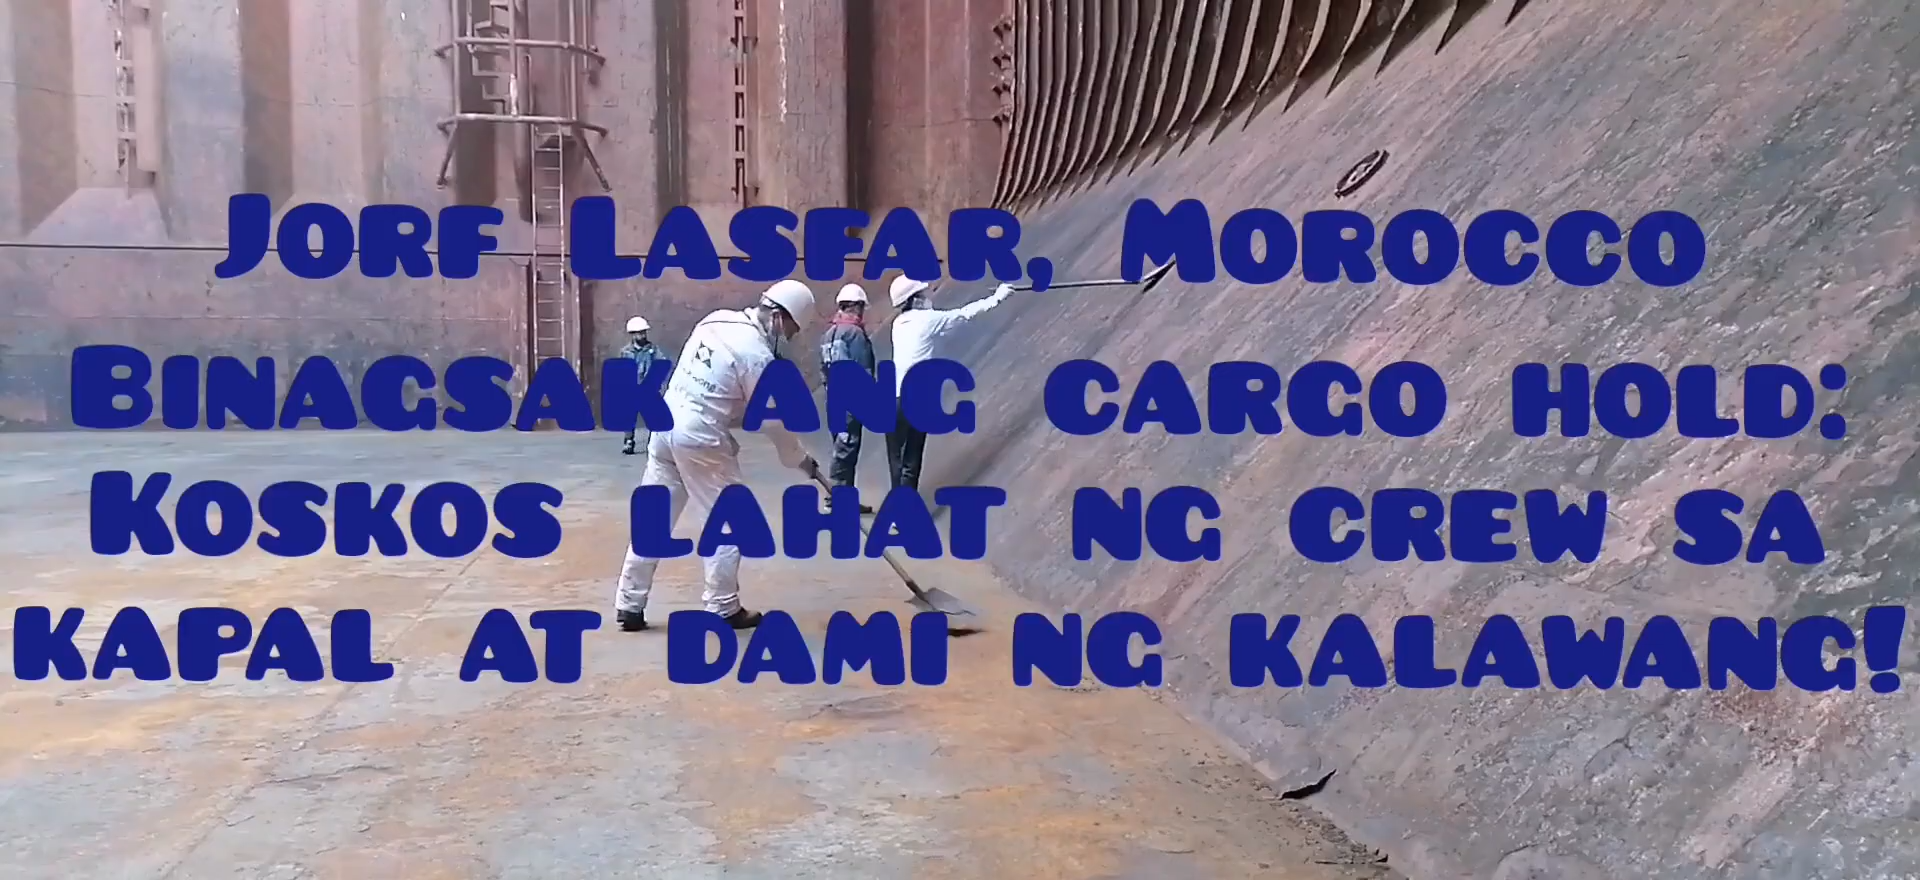 Jorf Lasfar, Morocco
Binagsak ang cargo hold:
Koskos lahat ng crew sa
kapal at dami ng kalawang!